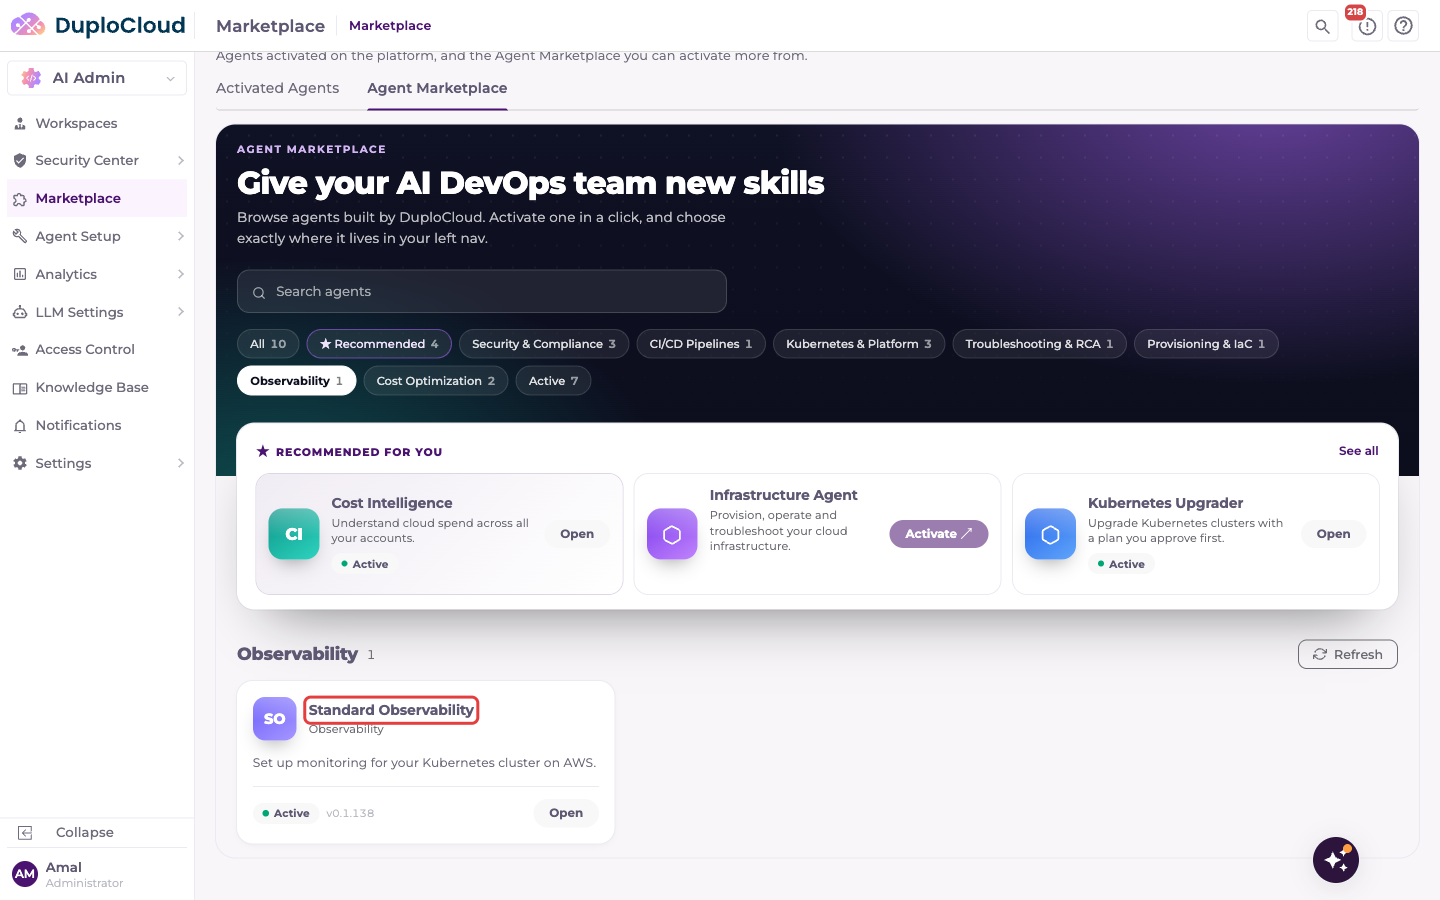 DuploCloud
Marketplace
Marketplace
218
AI Admin
Workspaces
Security Center
Marketplace
Agent Setup
Analytics
LLM Settings
Access Control
Knowledge Base
Notifications
Settings
Collapse
AM
Amal
Administrator
Agents activated on the platform, and the Agent Marketplace you can activate more from.
Activated Agents
Agent Marketplace
AGENT MARKETPLACE
Give your AI DevOps team new skills
Browse agents built by DuploCloud. Activate one in a click, and choose
exactly where it lives in your left nav.
Search agents
All 10
★ Recommended 4
Security & Compliance 3
CI/CD Pipelines 1
Kubernetes & Platform 3
Troubleshooting & RCA 1
Provisioning & IaC 1
Observability 1
Cost Optimization 2
Active 7
★ RECOMMENDED FOR YOU
See all
CI
Cost Intelligence
Understand cloud spend across all
your accounts.
Active
Open
Infrastructure Agent
Provision, operate and
troubleshoot your cloud
infrastructure.
Activate
Kubernetes Upgrader
Upgrade Kubernetes clusters with
a plan you approve first.
Active
Open
Observability 1
Refresh
SO
Standard Observability
Observability
Set up monitoring for your Kubernetes cluster on AWS.
Active
v0.1.138
Open